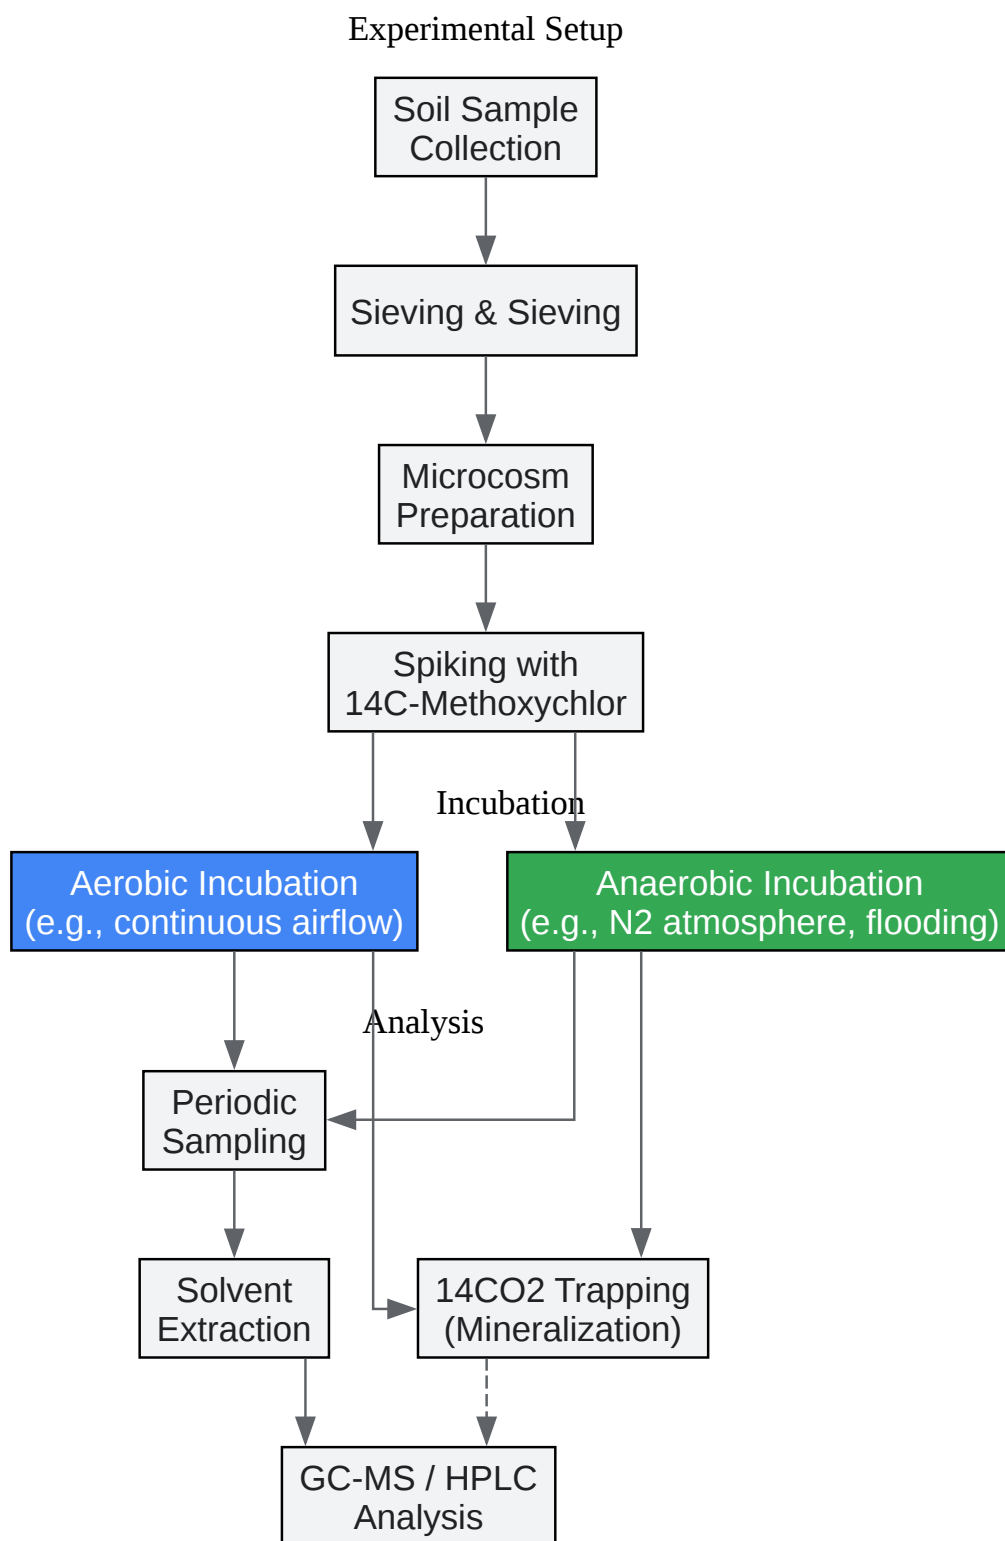 Experimental Setup
Soil Sample
Collection
Sieving & Sieving
Microcosm
Preparation
Spiking with
14C-Methoxychlor
Incubation
Aerobic Incubation
(e.g., continuous airflow)
Anaerobic Incubation
(e.g., N2 atmosphere, flooding)
Analysis
Periodic
Sampling
Solvent
Extraction
14CO2 Trapping
(Mineralization)
GC-MS / HPLC
Analysis